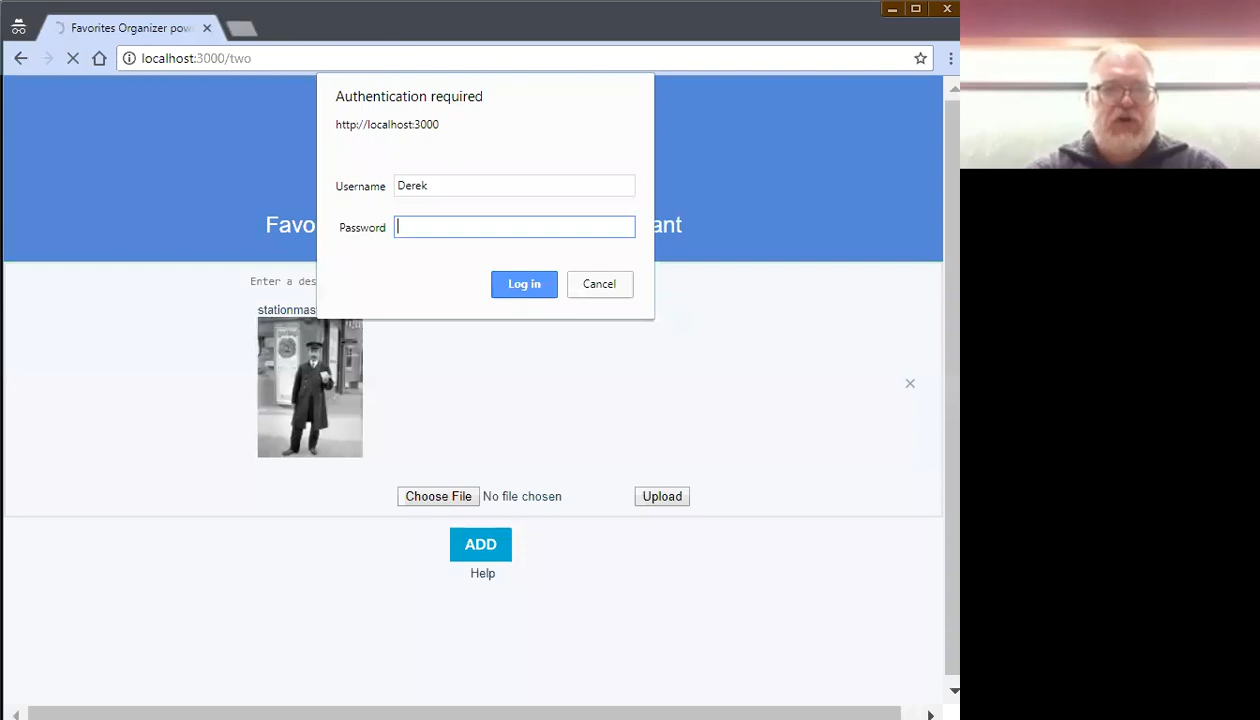 Favorites Organizer pow
localhost:3000/two
Authentication required
http://localhost:3000
Username Derek
Password
Favo ant
Log in Cancel
Enter a des
stationmas
Choose File No file chosen Upload
ADD
Help